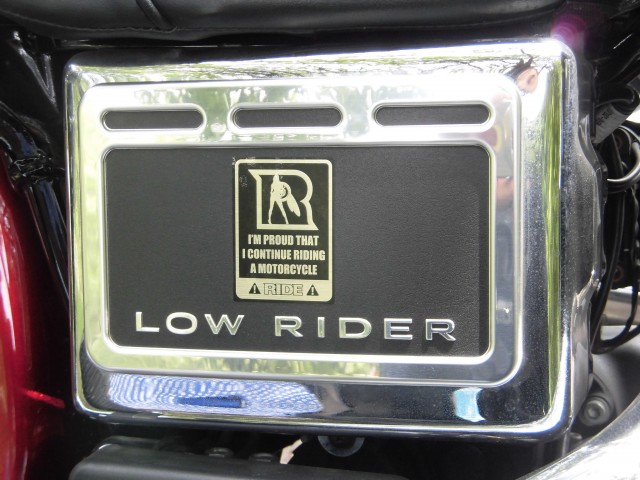 R
I'M PROUD THAT
I CONTINUE RIDING
A MOTORCYCLE
RIDE
LOW RIDER